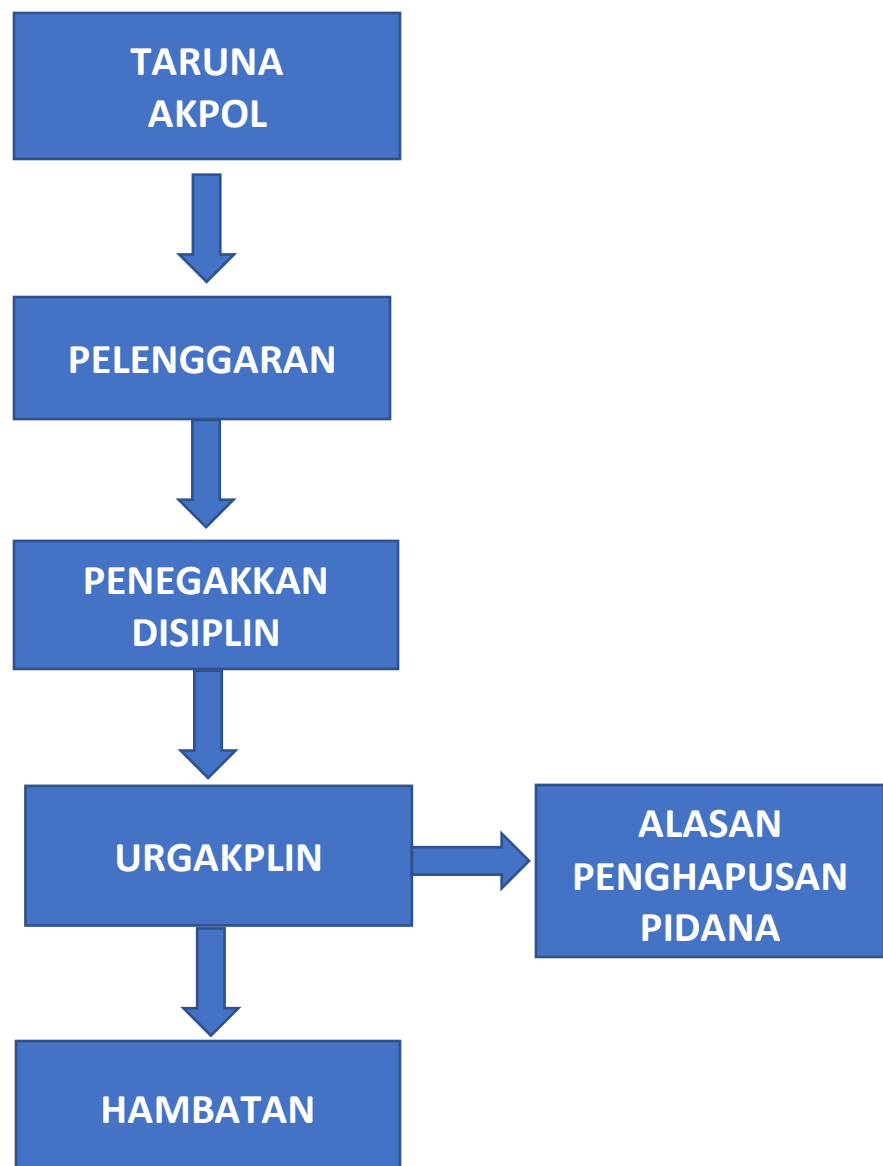 TARUNA
AKPOL
PELENGGARAN
PENEGAKKAN
DISIPLIN
URGAKPLIN
ALASAN
PENGHAPUSAN
PIDANA
HAMBATAN